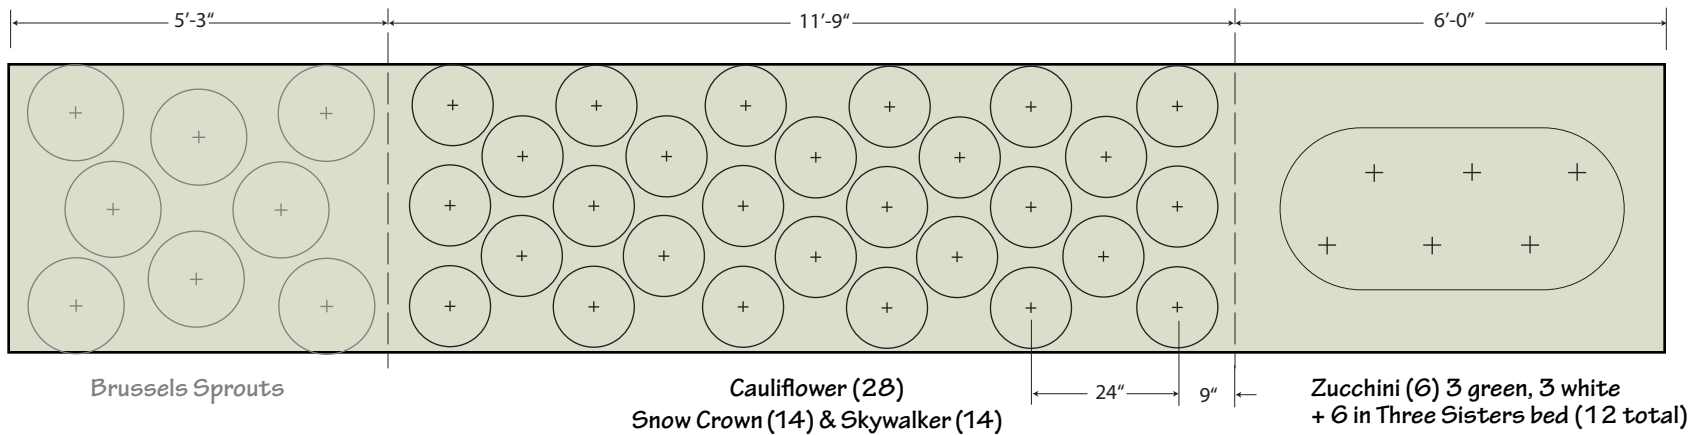 5’-3“
11’-9“
6’-0”
Brussels Sprouts
Cauliflower (28)
Snow Crown (14) & Skywalker (14)
24“
9“
Zucchini (6) 3 green, 3 white
+ 6 in Three Sisters bed (12 total)